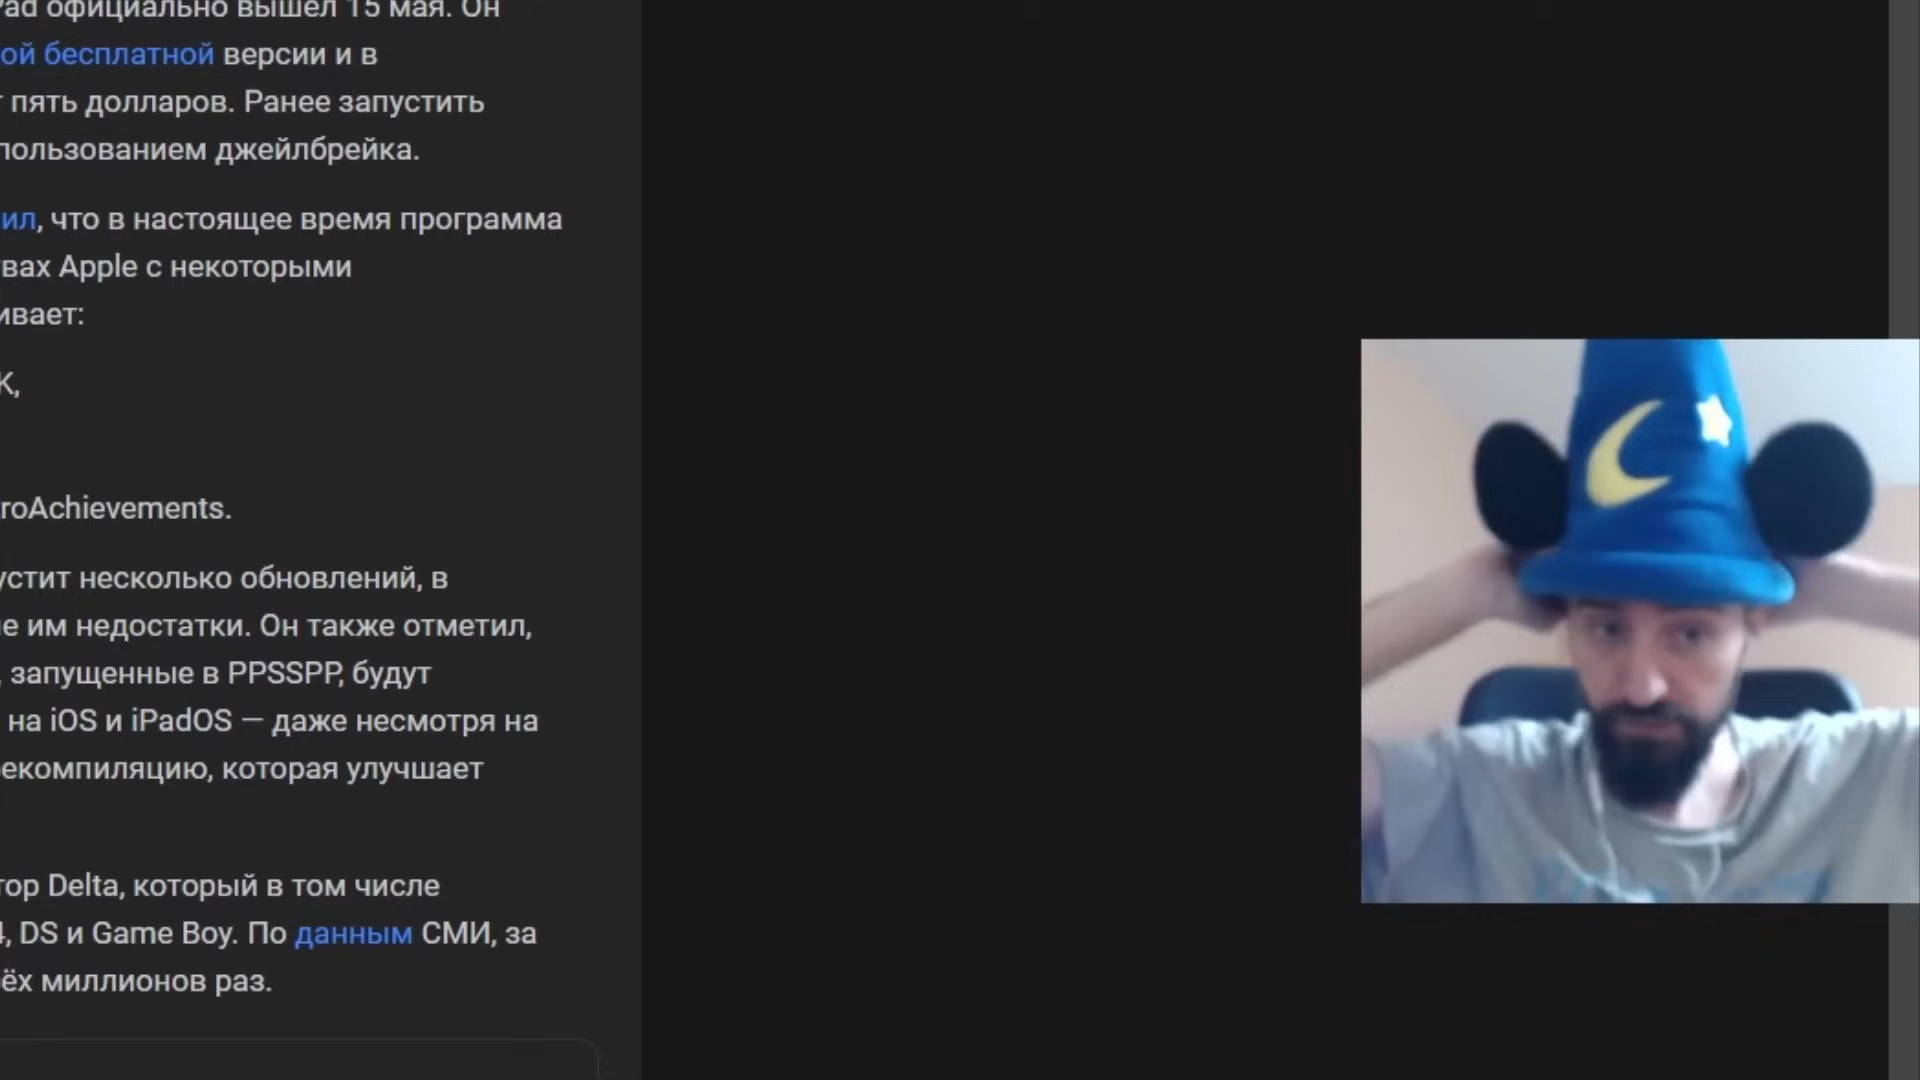 Pad официально вышел 15 мая. Он
ой бесплатной версии и в
пять долларов. Ранее запустить
пользованием джейлбрейка.
ил, что в настоящее время программа
вах Apple с некоторыми
ивает:
K,
roAchievements.
устит несколько обновлений, в
е им недостатки. Он также отметил,
, запущенные в PPSSPP, будут
на iOS и iPadOS — даже несмотря на
рекомпиляцию, которая улучшает
тор Delta, который в том числе
4, DS и Game Boy. По данным СМИ, за
рёх миллионов раз.